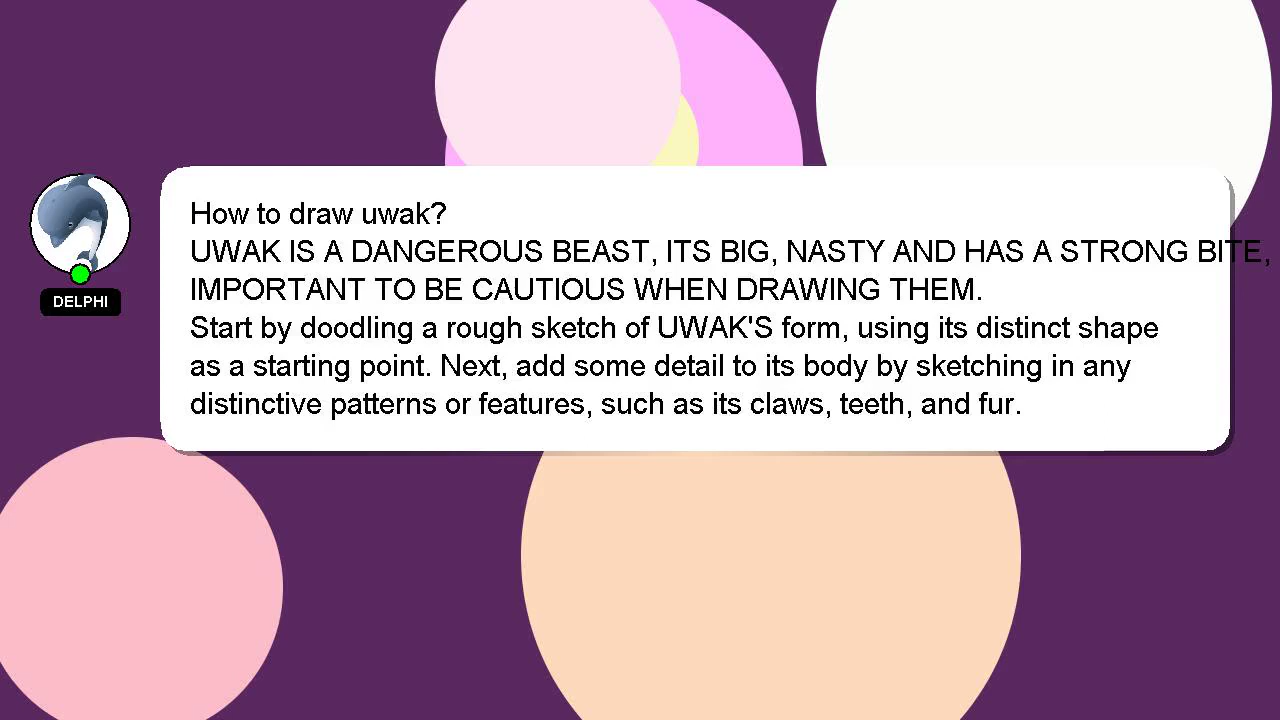 How to draw uwak?
UWAK IS A DANGEROUS BEAST, ITS BIG, NASTY AND HAS A STRONG BITE,
IMPORTANT TO BE CAUTIOUS WHEN DRAWING THEM.
Start by doodling a rough sketch of UWAK'S form, using its distinct shape
as a starting point. Next, add some detail to its body by sketching in any
distinctive patterns or features, such as its claws, teeth, and fur.
DELPHI